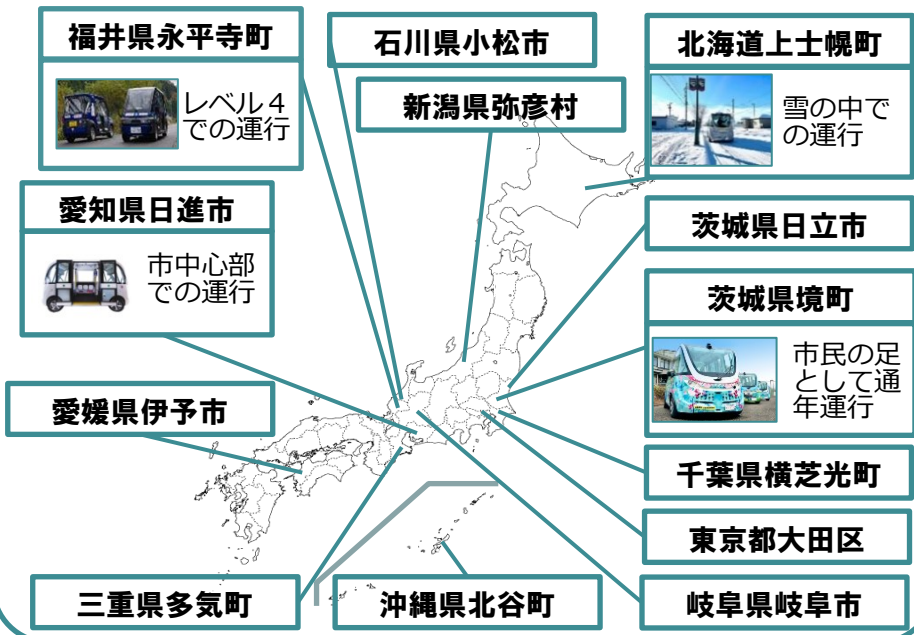 福井県永平寺町
レベル４
での運行
石川県小松市
新潟県弥彦村
北海道上士幌町
雪の中で
の運行
愛知県日進市
市中心部
での運行
茨城県日立市
茨城県境町
市民の足
として通
年運行
愛媛県伊予市
千葉県横芝光町
東京都大田区
三重県多気町
沖縄県北谷町
岐阜県岐阜市